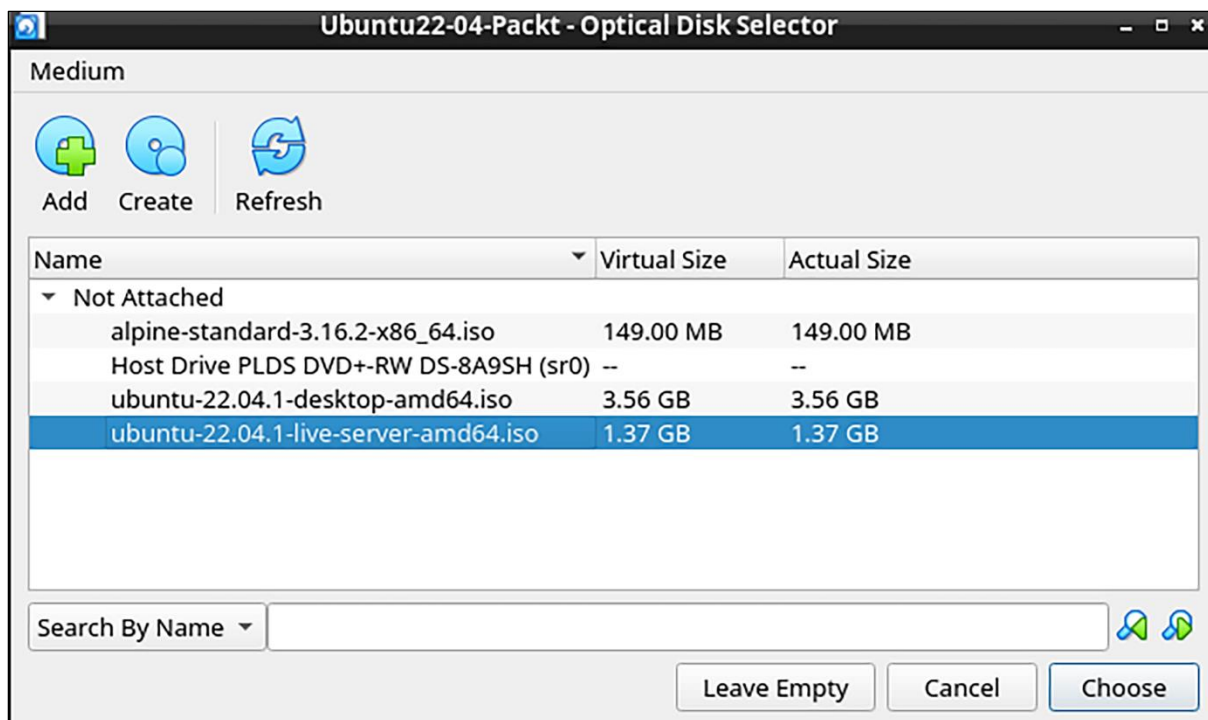 Ubuntu22-04-Packt - Optical Disk Selector
Medium
Add Create Refresh
Name Virtual Size Actual Size
Not Attached
alpine-standard-3.16.2-x86_64.iso 149.00 MB 149.00 MB
Host Drive PLDS DVD+-RW DS-8A9SH (sr0) -- --
ubuntu-22.04.1-desktop-amd64.iso 3.56 GB 3.56 GB
ubuntu-22.04.1-live-server-amd64.iso 1.37 GB 1.37 GB
Search By Name
Leave Empty Cancel Choose